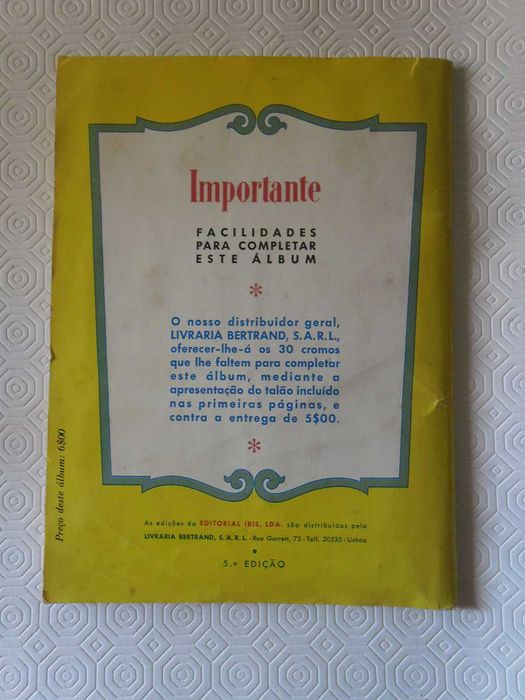 Importante
FACILIDADES
PARA COMPLETAR
ESTE ÁLBUM
*
O nosso distribuidor geral,
LIVRARIA BERTRAND, S.A.R.L.,
oferecer-lhe-á os 30 cromos
que lhe faltem para completar
este álbum, mediante a
apresentação do talão incluído
nas primeiras páginas, e
contra a entrega de 5$00.
*
As edições da EDITORIAL IBIS, LDA. são distribuídas pela
LIVRARIA BERTRAND, S.A.R.L. - Rua Garrett, 73 - Telf. 20535 - Lisboa
•
5.ª EDIÇÃO
Preço deste álbum: 6$00